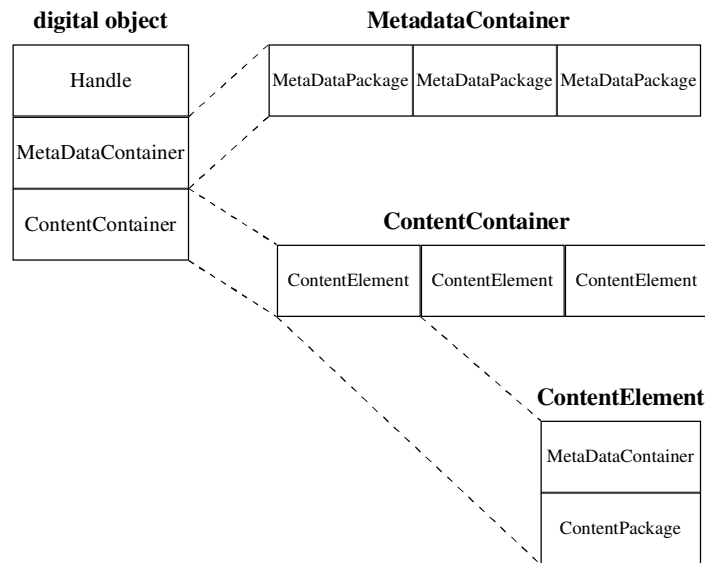 digital object
Handle
MetaDataContainer
ContentContainer
MetadataContainer
MetaDataPackage MetaDataPackage MetaDataPackage
ContentContainer
ContentElement ContentElement ContentElement
ContentElement
MetaDataContainer
ContentPackage